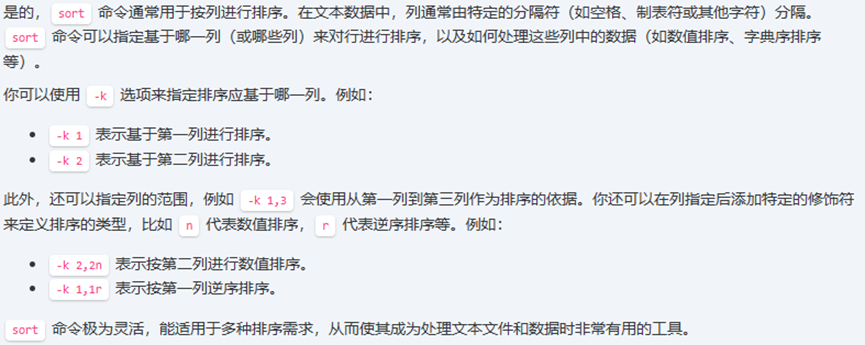 是的，sort 命令通常用于按列进行排序。在文本数据中，列通常由特定的分隔符（如空格、制表符或其他字符）分隔。
sort 命令可以指定基于哪一列（或哪些列）来对行进行排序，以及如何处理这些列中的数据（如数值排序、字典序排序
等）。
你可以使用 -k 选项来指定排序应基于哪一列。例如：
• -k 1 表示基于第一列进行排序。
• -k 2 表示基于第二列进行排序。
此外，还可以指定列的范围，例如 -k 1,3 会使用从第一列到第三列作为排序的依据。你还可以在列指定后添加特定的修饰符
来定义排序的类型，比如 n 代表数值排序，r 代表逆序排序等。例如：
• -k 2,2n 表示按第二列进行数值排序。
• -k 1,1r 表示按第一列逆序排序。
sort 命令极为灵活，能适用于多种排序需求，从而使其成为处理文本文件和数据时非常有用的工具。